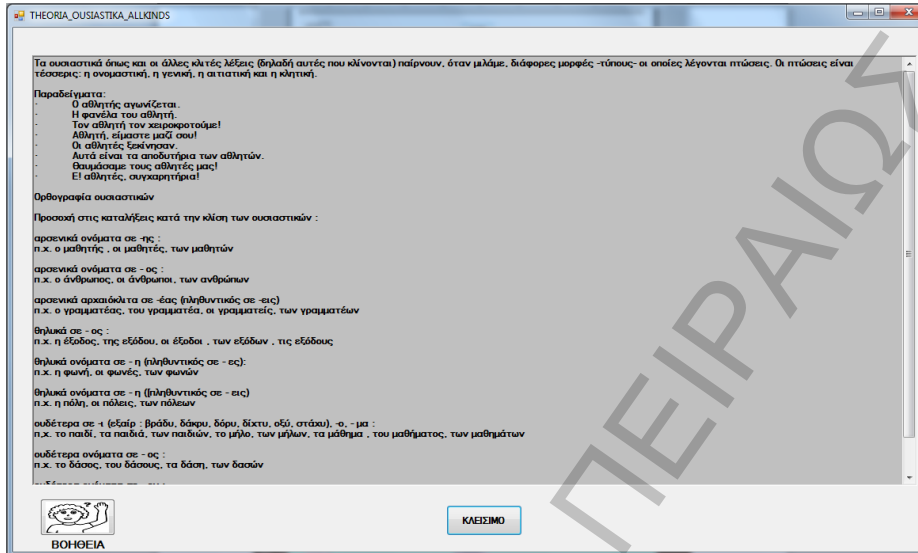 THEORIA_OUSIASTIKA_ALLKINDS
Τα ουσιαστικά όπως και οι άλλες κλιτές λέξεις (δηλαδή αυτές που κλίνονται) παίρνουν, όταν μιλάμε, διάφορες μορφές -τύπους- οι οποίες λέγονται πτώσεις. Οι πτώσεις είναι
τέσσερις: η ονομαστική, η γενική, η αιτιατική και η κλητική.
Παραδείγματα:
· Ο αθλητής αγωνίζεται.
· Η φανέλα του αθλητή.
· Τον αθλητή τον χειροκροτούμε!
· Αθλητή, είμαστε μαζί σου!
· Οι αθλητές ξεκίνησαν.
· Αυτά είναι τα αποδυτήρια των αθλητών.
· Θαυμάσαμε τους αθλητές μας!
· Ε! αθλητές, συγχαρητήρια!
Ορθογραφία ουσιαστικών
Προσοχή στις καταλήξεις κατά την κλίση των ουσιαστικών :
αρσενικά ονόματα σε -ης :
π.χ. ο μαθητής , οι μαθητές, των μαθητών
αρσενικά ονόματα σε - ος :
π.χ. ο άνθρωπος, οι άνθρωποι, των ανθρώπων
αρσενικά αρχαιόκλιτα σε -έας (πληθυντικός σε -εις)
π.χ. ο γραμματέας, του γραμματέα, οι γραμματείς, των γραμματέων
θηλυκά σε - ος :
π.χ. η έξοδος, της εξόδου, οι έξοδοι , των εξόδων , τις εξόδους
θηλυκά ονόματα σε - η (πληθυντικός σε - ες):
π.χ. η φωνή, οι φωνές, των φωνών
θηλυκά ονόματα σε - η ([πληθυντικός σε - εις)
π.χ. η πόλη, οι πόλεις, των πόλεων
ουδέτερα σε -ι (εξαίρ : βράδυ, δάκρυ, δόρυ, δίχτυ, οξύ, στάχυ), -ο, - μα :
π,χ. το παιδί, τα παιδιά, των παιδιών, το μήλο, των μήλων, τα μάθημα , του μαθήματος, των μαθημάτων
ουδέτερα ονόματα σε - ος :
π.χ. το δάσος, του δάσους, τα δάση, των δασών
ΒΟΗΘΕΙΑ
ΚΛΕΙΣΙΜΟ
ΠΕΙΡΑΙΩΣ